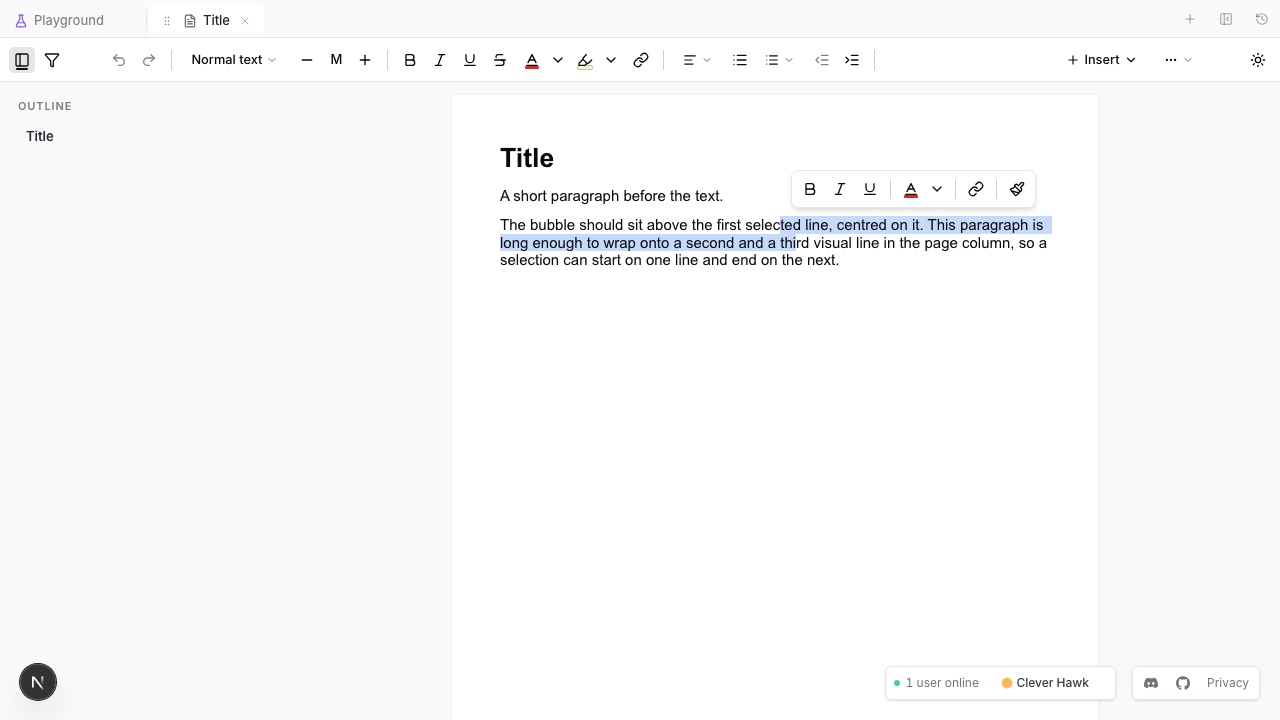 Playground
Title
Normal text
M
Insert
OUTLINE
Title
Title
A short paragraph before the text.
The bubble should sit above the first selected line, centred on it. This paragraph is
long enough to wrap onto a second and a third visual line in the page column, so a
selection can start on one line and end on the next.
1 user online
Clever Hawk
Privacy